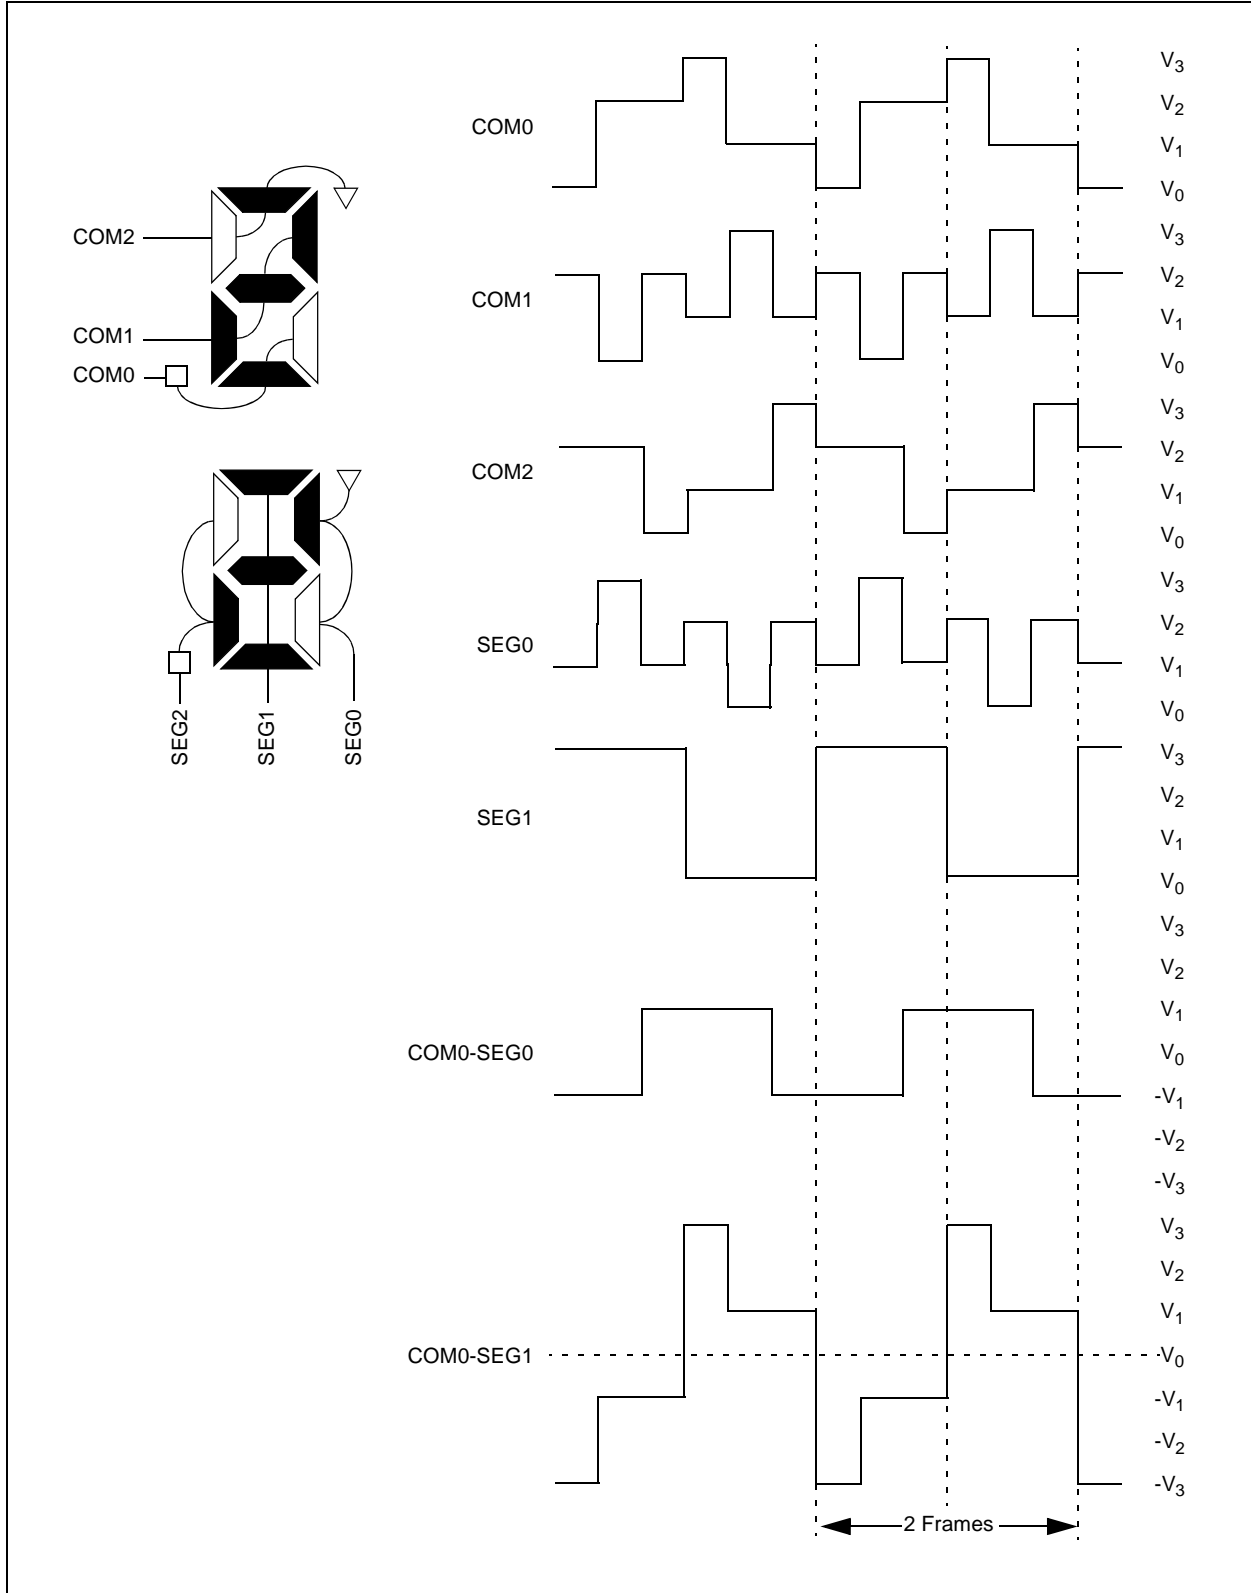 COM2
COM1
COM0
SEG2
SEG1
SEG0
COM0
V3
V2
V1
V0
COM1
V3
V2
V1
V0
COM2
V3
V2
V1
V0
SEG0
V3
V2
V1
V0
SEG1
V3
V2
V1
V0
COM0-SEG0
V3
V2
V1
V0
-V1
-V2
-V3
COM0-SEG1
V3
V2
V1
V0
-V1
-V2
-V3
2 Frames